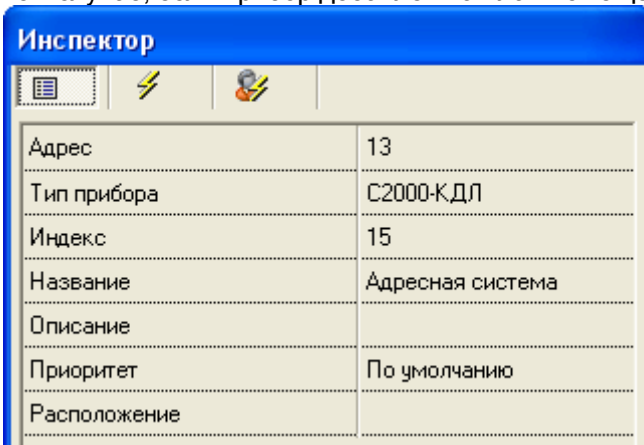 Инспектор
Адрес 13
Тип прибора С2000-КДЛ
Индекс 15
Название Адресная система
Описание
Приоритет По умолчанию
Расположение